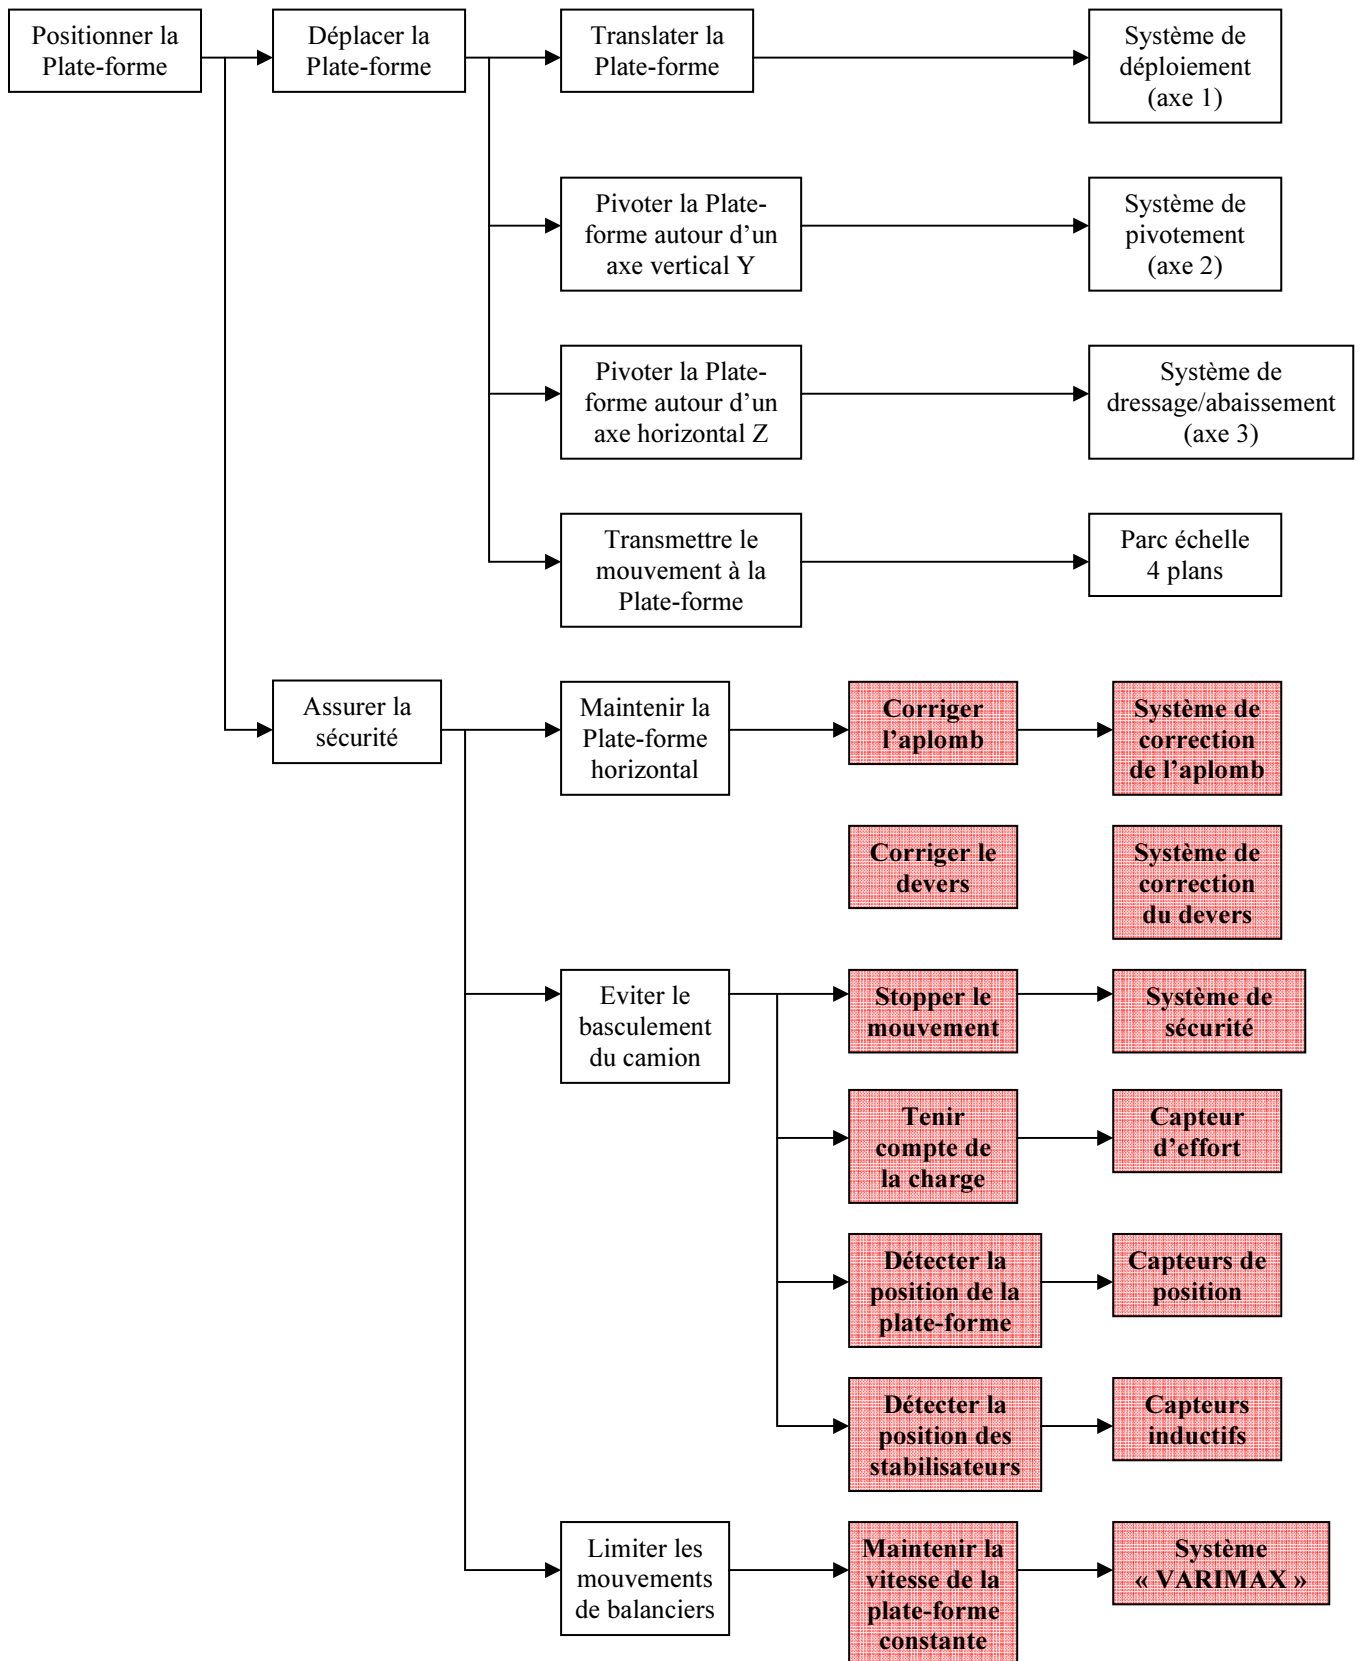 Positionner la
Plate-forme
Déplacer la
Plate-forme
Translater la
Plate-forme
Système de
déploiement
(axe 1)
Pivoter la Plate-
forme autour d’un
axe vertical Y
Système de
pivotement
(axe 2)
Pivoter la Plate-
forme autour d’un
axe horizontal Z
Système de
dressage/abaissement
(axe 3)
Transmettre le
mouvement à la
Plate-forme
Parc échelle
4 plans
Assurer la
sécurité
Maintenir la
Plate-forme
horizontal
Corriger
l’aplomb
Système de
correction
de l’aplomb
Corriger le
devers
Système de
correction
du devers
Eviter le
basculement
du camion
Stopper le
mouvement
Système de
sécurité
Tenir
compte de
la charge
Capteur
d’effort
Détecter la
position de la
plate-forme
Capteurs de
position
Détecter la
position des
stabilisateurs
Capteurs
inductifs
Limiter les
mouvements
de balanciers
Maintenir la
vitesse de la
plate-forme
constante
Système
« VARIMAX »